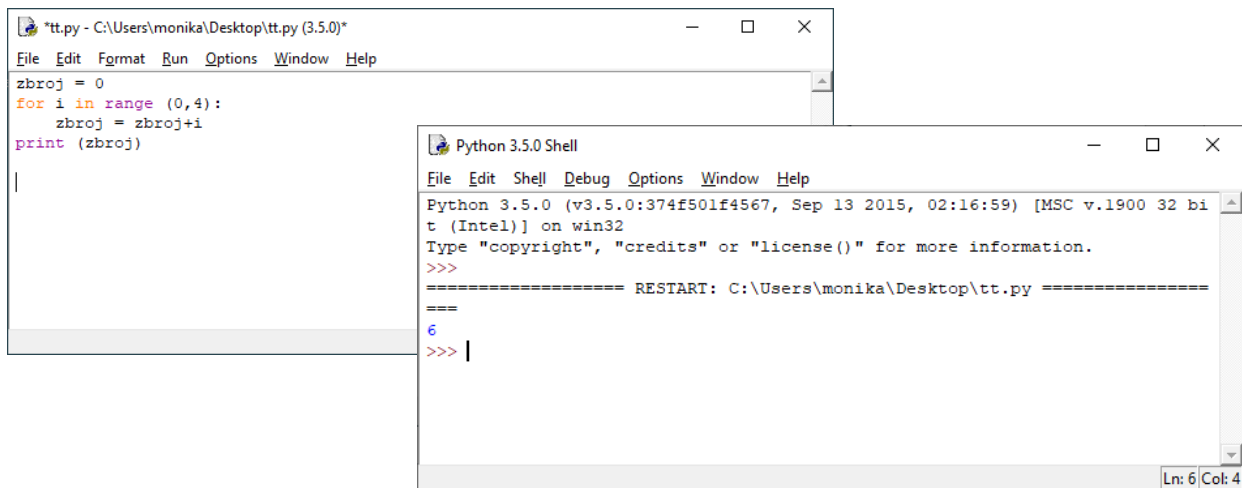 *tt.py - C:\Users\monika\Desktop\tt.py (3.5.0)*
File Edit Format Run Options Window Help
zbroj = 0
for i in range (0,4):
    zbroj = zbroj+i
print (zbroj)
Python 3.5.0 Shell
File Edit Shell Debug Options Window Help
Python 3.5.0 (v3.5.0:374f501f4567, Sep 13 2015, 02:16:59) [MSC v.1900 32 bi
t (Intel)] on win32
Type "copyright", "credits" or "license()" for more information.
>>>
=================== RESTART: C:\Users\monika\Desktop\tt.py ================
===
6
>>>
Ln: 6 Col: 4